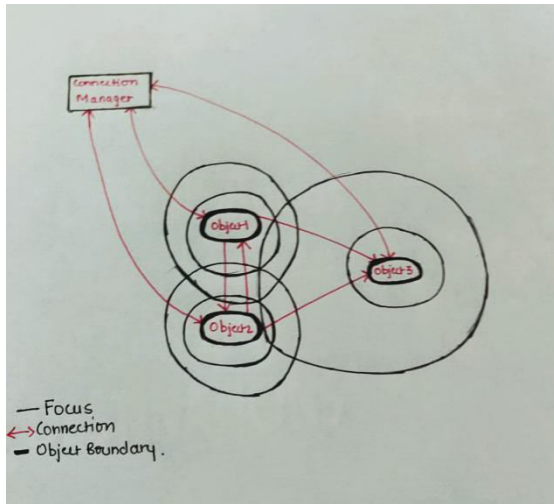 Connection
Manager
Object1
Object3
Object2
Focus
Connection
Object Boundary.